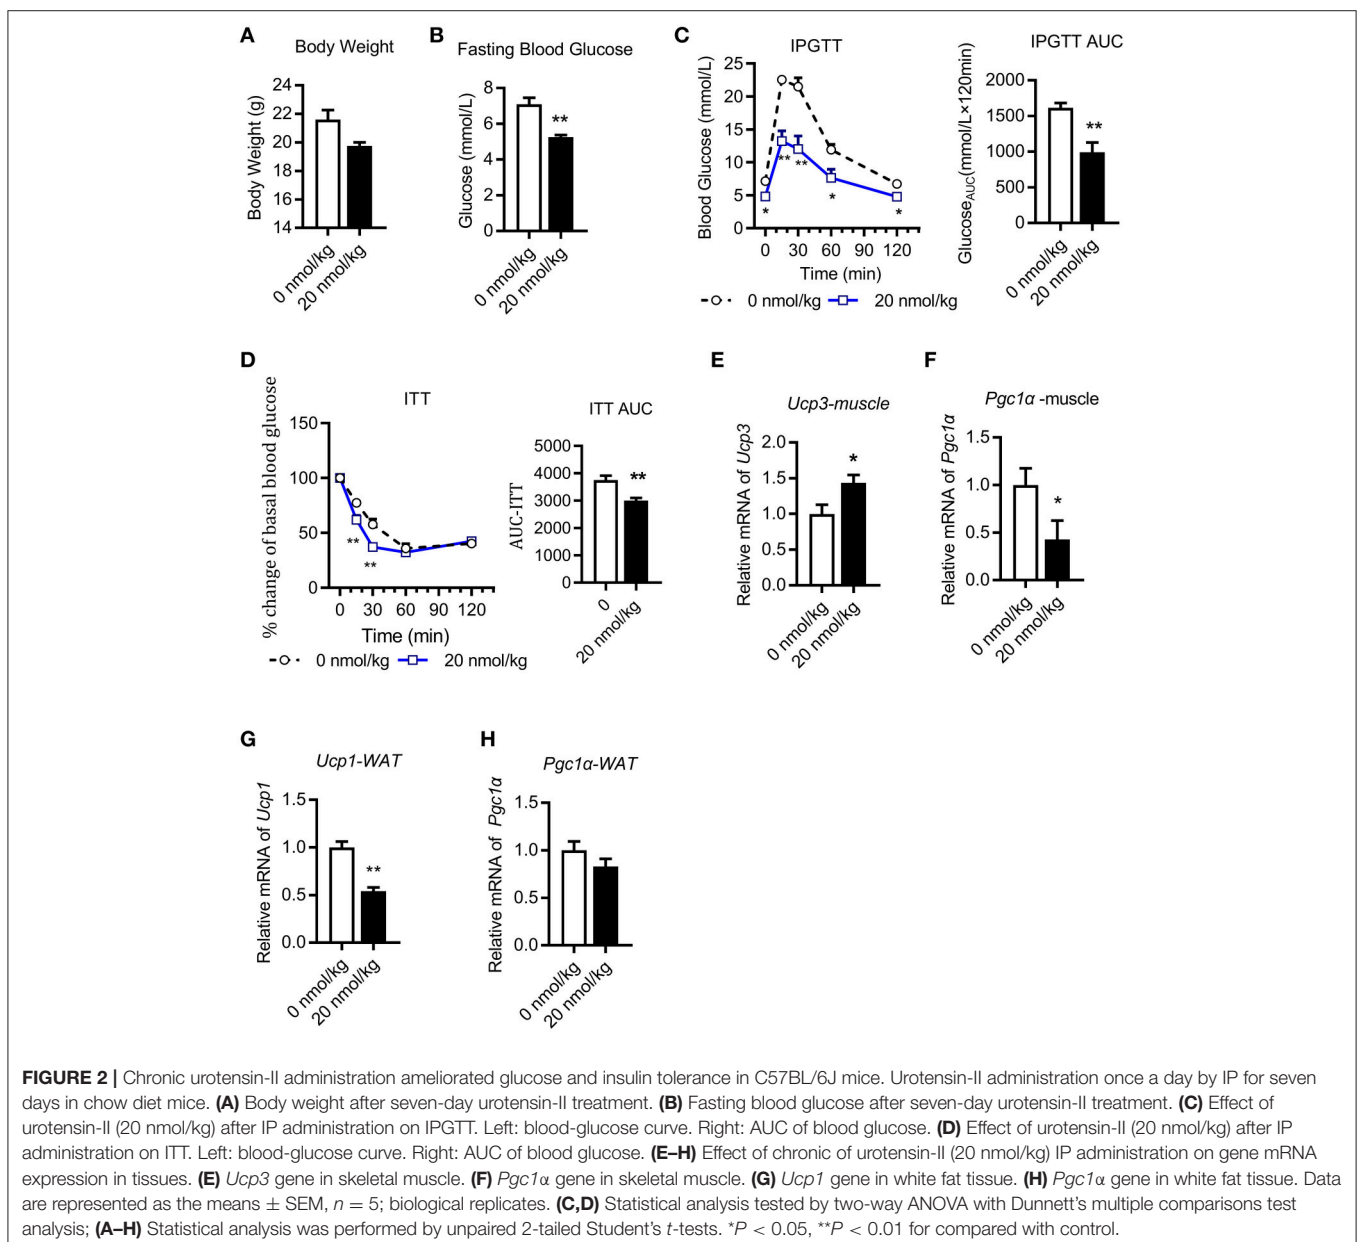 A
Body Weight
Body Weight (g)
24
22
20
18
16
14
0 nmol/kg
20 nmol/kg
B
Fasting Blood Glucose
Glucose (mmol/L)
8
6
4
2
0
**
0 nmol/kg
20 nmol/kg
C
IPGTT
Blood Glucose (mmol/L)
25
20
15
10
5
0
*
**
**
*
*
0 30 60 90 120
Time (min)
0 nmol/kg 20 nmol/kg
IPGTT AUC
GlucoseAUC(mmol/L×120min)
2000
1500
1000
500
0
**
0 nmol/kg
20 nmol/kg
D
ITT
% change of basal blood glucose
150
100
50
0
**
**
0 30 60 90 120
Time (min)
0 nmol/kg 20 nmol/kg
ITT AUC
AUC-ITT
5000
4000
3000
2000
1000
0
**
0
20 nmol/kg
E
Ucp3-muscle
Relative mRNA of Ucp3
2.0
1.5
1.0
0.5
0.0
*
0 nmol/kg
20 nmol/kg
F
Pgc1α -muscle
Relative mRNA of Pgc1α
1.5
1.0
0.5
0.0
*
0 nmol/kg
20 nmol/kg
G
Ucp1-WAT
Relative mRNA of Ucp1
1.5
1.0
0.5
0.0
**
0 nmol/kg
20 nmol/kg
H
Pgc1α-WAT
Relative mRNA of Pgc1α
1.5
1.0
0.5
0.0
0 nmol/kg
20 nmol/kg
FIGURE 2 | Chronic urotensin-II administration ameliorated glucose and insulin tolerance in C57BL/6J mice. Urotensin-II administration once a day by IP for seven
days in chow diet mice. (A) Body weight after seven-day urotensin-II treatment. (B) Fasting blood glucose after seven-day urotensin-II treatment. (C) Effect of
urotensin-II (20 nmol/kg) after IP administration on IPGTT. Left: blood-glucose curve. Right: AUC of blood glucose. (D) Effect of urotensin-II (20 nmol/kg) after IP
administration on ITT. Left: blood-glucose curve. Right: AUC of blood glucose. (E–H) Effect of chronic of urotensin-II (20 nmol/kg) IP administration on gene mRNA
expression in tissues. (E) Ucp3 gene in skeletal muscle. (F) Pgc1α gene in skeletal muscle. (G) Ucp1 gene in white fat tissue. (H) Pgc1α gene in white fat tissue. Data
are represented as the means ± SEM, n = 5; biological replicates. (C,D) Statistical analysis tested by two-way ANOVA with Dunnett's multiple comparisons test
analysis; (A–H) Statistical analysis was performed by unpaired 2-tailed Student's t-tests. *P < 0.05, **P < 0.01 for compared with control.